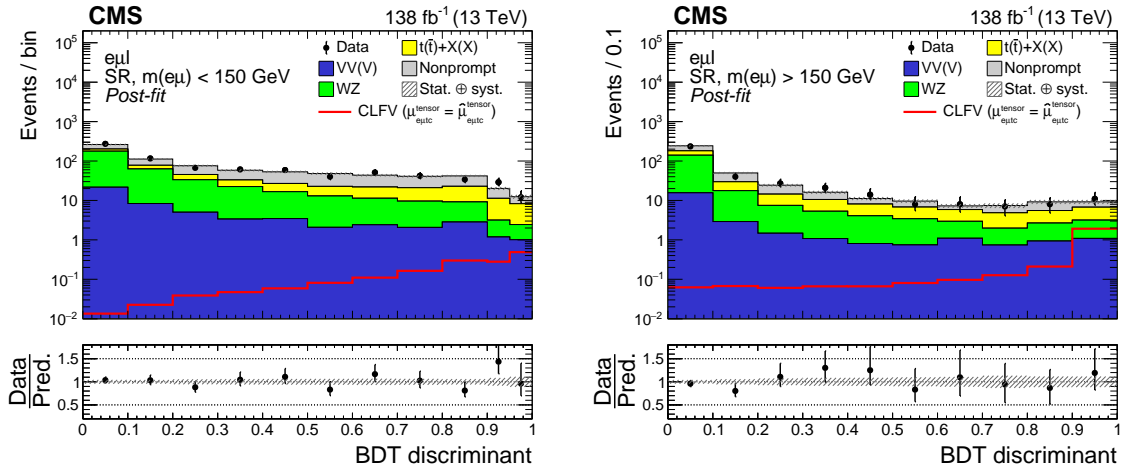 CMS 138 fb⁻¹ (13 TeV)
Events / bin
10⁵
10⁴
10³
10²
10
1
10⁻¹
10⁻²
eμl
SR, m(eμ) < 150 GeV
Post-fit
Data
t(t̄)+X(X)
VV(V)
Nonprompt
WZ
Stat. ⊕ syst.
CLFV (μ^tensor_eμtc = μ̂^tensor_eμtc)
Data
Pred.
1.5
1
0.5
0 0.1 0.2 0.3 0.4 0.5 0.6 0.7 0.8 0.9 1
BDT discriminant
CMS 138 fb⁻¹ (13 TeV)
Events / 0.1
10⁵
10⁴
10³
10²
10
1
10⁻¹
10⁻²
eμl
SR, m(eμ) > 150 GeV
Post-fit
Data
t(t̄)+X(X)
VV(V)
Nonprompt
WZ
Stat. ⊕ syst.
CLFV (μ^tensor_eμtc = μ̂^tensor_eμtc)
Data
Pred.
1.5
1
0.5
0 0.1 0.2 0.3 0.4 0.5 0.6 0.7 0.8 0.9 1
BDT discriminant